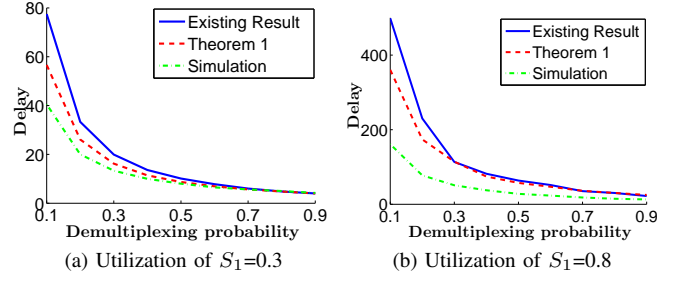 80
60
40
20
0
Delay
Existing Result
Theorem 1
Simulation
0.1 0.3 0.5 0.7 0.9
Demultiplexing probability
(a) Utilization of S₁=0.3
400
200
0
Delay
Existing Result
Theorem 1
Simulation
0.1 0.3 0.5 0.7 0.9
Demultiplexing probability
(b) Utilization of S₁=0.8